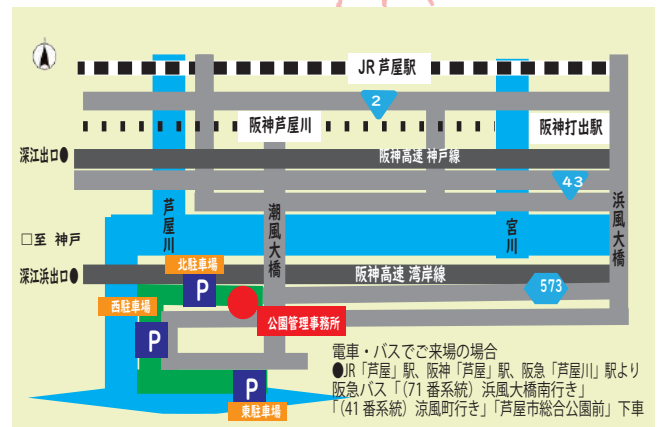 JR 芦屋駅
2
阪神芦屋川
阪神打出駅
深江出口●
阪神高速 神戸線
43
芦屋川
潮風大橋
宮川
浜風大橋
□至 神戸
北駐車場
深江浜出口●
阪神高速 湾岸線
P
573
西駐車場
公園管理事務所
P
電車・バスでご来場の場合
●JR「芦屋」駅、阪神「芦屋」駅、阪急「芦屋川」駅より
阪急バス「(71 番系統) 浜風大橋南行き」
「(41 番系統) 涼風町行き」「芦屋市総合公園前」下車
P
東駐車場